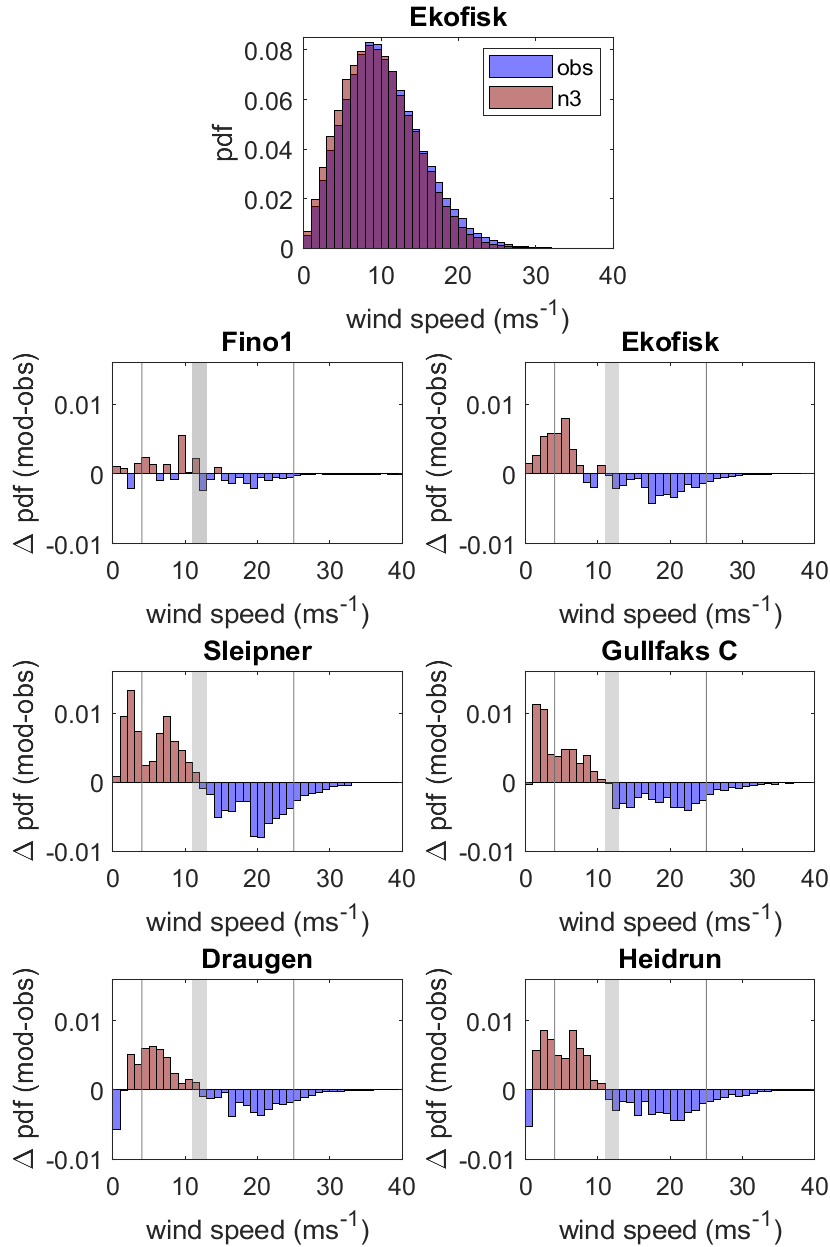 Ekofisk
pdf
0.08
0.06
0.04
0.02
0
obs
n3
0 10 20 30 40
wind speed (ms-1)
Fino1
Δ pdf (mod-obs)
0.01
0
-0.01
0 10 20 30 40
wind speed (ms-1)
Ekofisk
Δ pdf (mod-obs)
0.01
0
-0.01
0 10 20 30 40
wind speed (ms-1)
Sleipner
Δ pdf (mod-obs)
0.01
0
-0.01
0 10 20 30 40
wind speed (ms-1)
Gullfaks C
Δ pdf (mod-obs)
0.01
0
-0.01
0 10 20 30 40
wind speed (ms-1)
Draugen
Δ pdf (mod-obs)
0.01
0
-0.01
0 10 20 30 40
wind speed (ms-1)
Heidrun
Δ pdf (mod-obs)
0.01
0
-0.01
0 10 20 30 40
wind speed (ms-1)